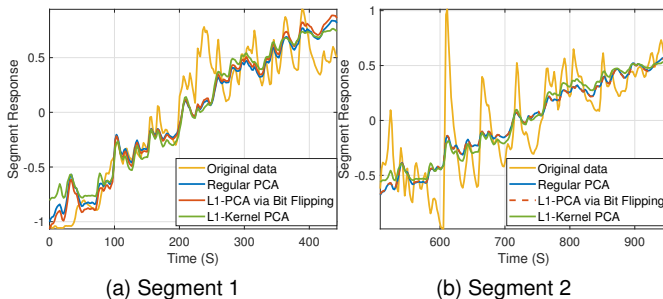 Segment Response
0.5
0
-0.5
-1
0 100 200 300 400
Time (S)
Original data
Regular PCA
L1-PCA via Bit Flipping
L1-Kernel PCA
(a) Segment 1
Segment Response
1
0.5
0
-0.5
600 700 800 900
Time (S)
Original data
Regular PCA
L1-PCA via Bit Flipping
L1-Kernel PCA
(b) Segment 2